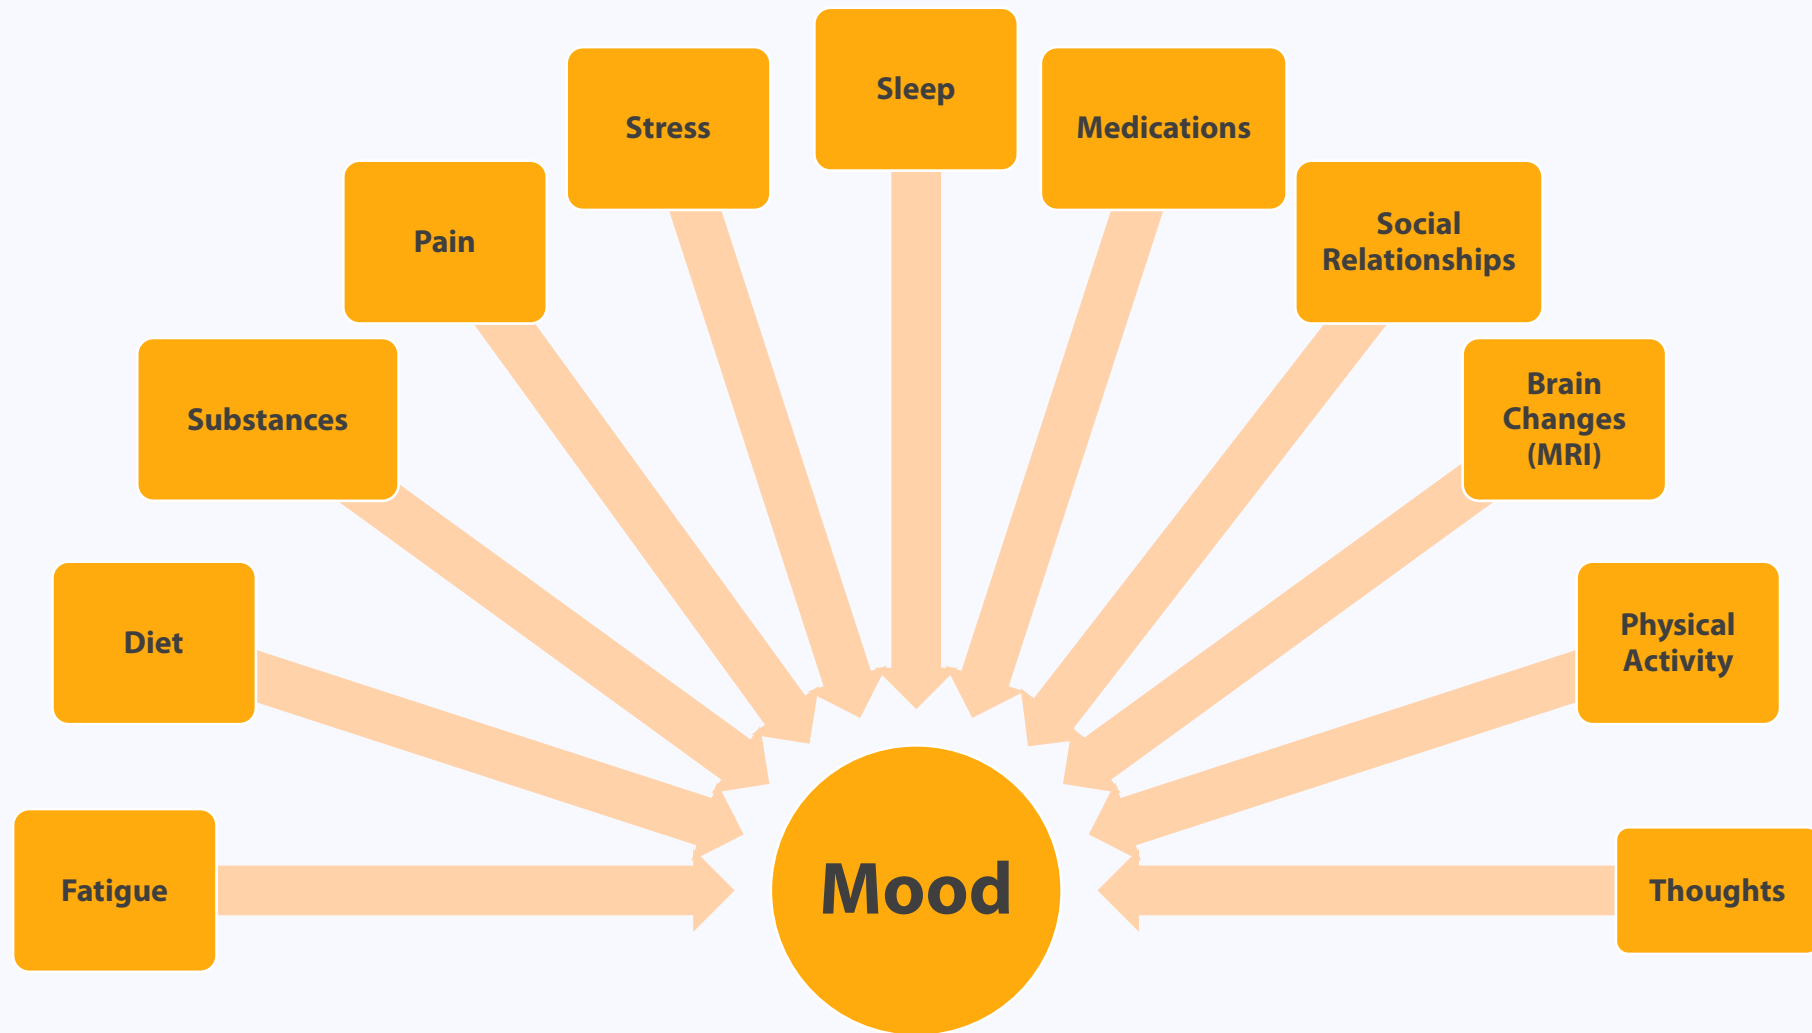 Sleep
Stress
Medications
Pain
Social
Relationships
Substances
Brain
Changes
(MRI)
Diet
Physical
Activity
Fatigue
Mood
Thoughts